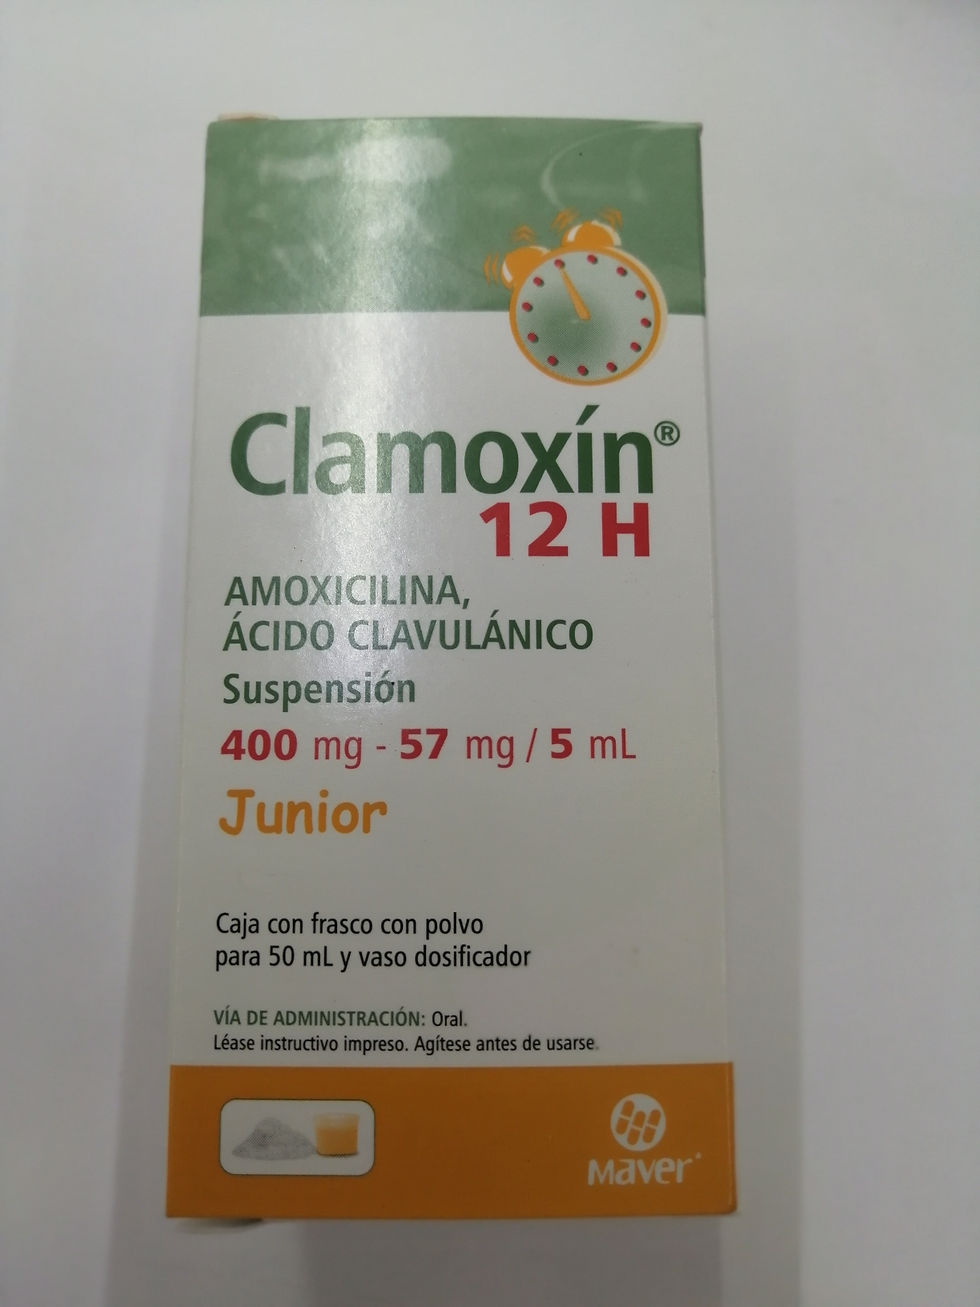 Clamoxín®
12 H
AMOXICILINA,
ÁCIDO CLAVULÁNICO
Suspensión
400 mg - 57 mg / 5 mL
Junior
Caja con frasco con polvo
para 50 mL y vaso dosificador
VÍA DE ADMINISTRACIÓN: Oral.
Léase instructivo impreso. Agítese antes de usarse.
Maver